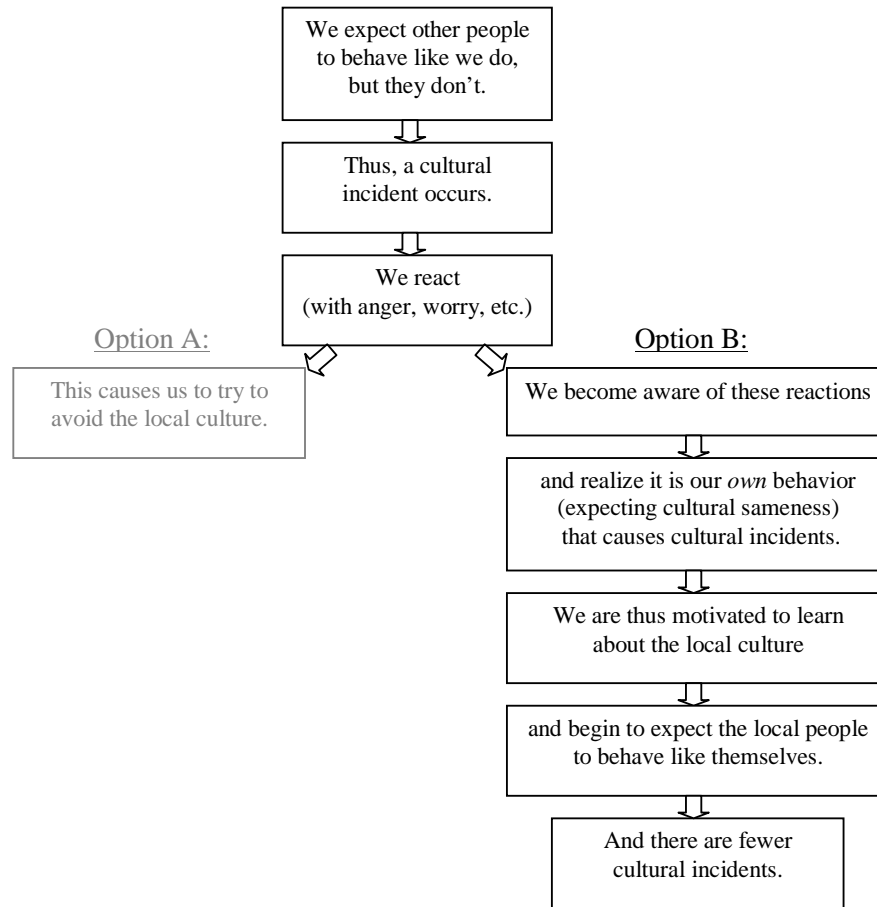 We expect other people
to behave like we do,
but they don’t.
Thus, a cultural
incident occurs.
We react
(with anger, worry, etc.)
Option A:
This causes us to try to
avoid the local culture.
Option B:
We become aware of these reactions
and realize it is our own behavior
(expecting cultural sameness)
that causes cultural incidents.
We are thus motivated to learn
about the local culture
and begin to expect the local people
to behave like themselves.
And there are fewer
cultural incidents.